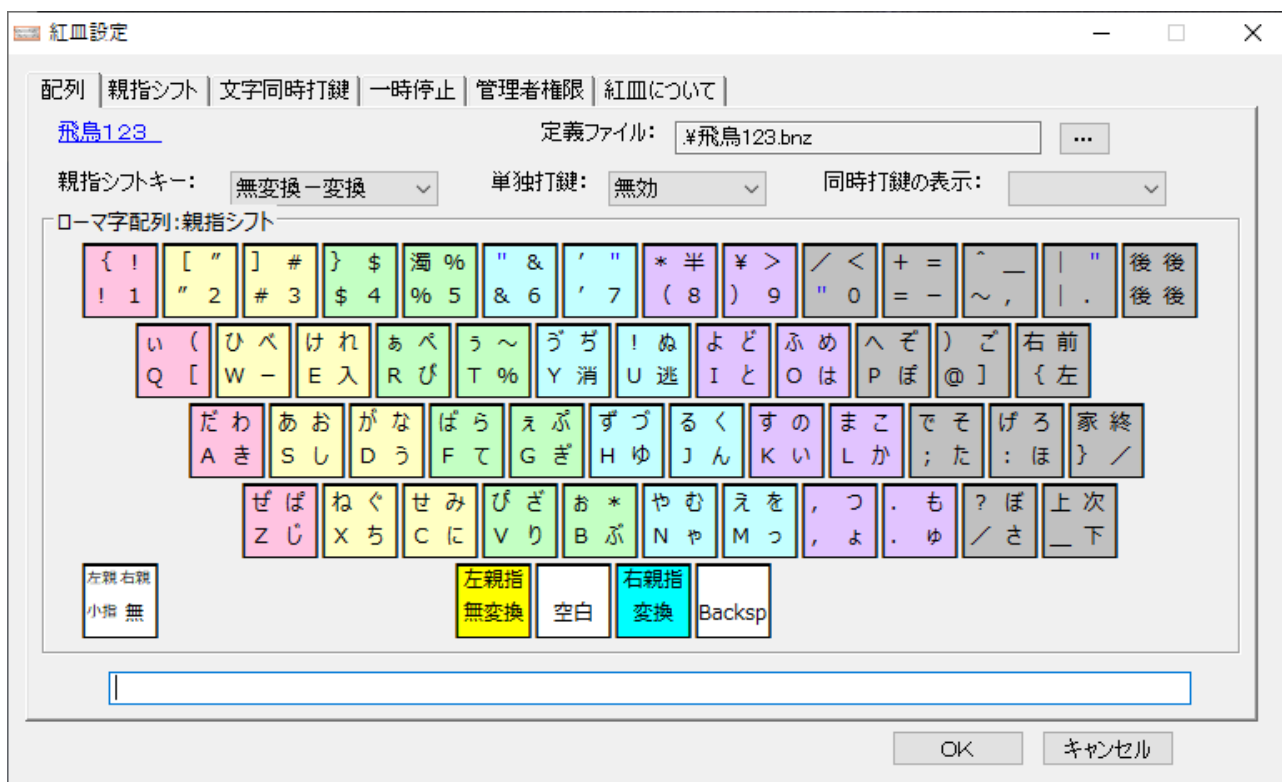 紅皿設定
配列 親指シフト 文字同時打鍵 一時停止 管理者権限 紅皿について
飛鳥123 定義ファイル: .¥飛鳥123.bnz ...
親指シフトキー: 無変換－変換 単独打鍵: 無効 同時打鍵の表示:
ローマ字配列:親指シフト
{ ! [ ″ ] # } $ 濁 % " & ′ " * 半 ¥ > ／ < + = ^ ＿ | " 後 後
! 1 ″ 2 # 3 $ 4 % 5 & 6 ′ 7 ( 8 ) 9 " 0 = − ～ , | . 後 後
ぃ ( ひ べ け れ ぁ ぺ ぅ ～ ゔ ぢ ! ぬ よ ど ふ め へ ぞ ) ご 右 前
Q [ W − E 入 R び T % Y 消 U 逃 I と O は P ぽ @ ] { 左
だ わ あ お が な ば ら ぇ ぷ ず づ る く す の ま こ で そ げ ろ 家 終
A き S し D う F て G ぎ H ゆ J ん K い L か ; た : ほ } ／
ぜ ぱ ね ぐ せ み ぴ ざ ぉ * や む え を , つ . も ? ぼ 上 次
Z じ X ち C に V り B ぶ N ゃ M っ , ょ . ゅ ／ さ ＿ 下
左親 右親 左親指 右親指
小指 無 無変換 空白 変換 Backsp
OK キャンセル